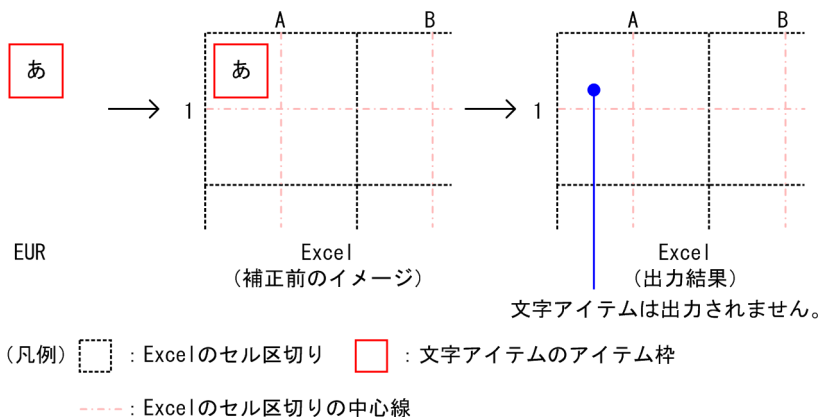 A B A B
あ あ
1 1
EUR Excel Excel
(補正前のイメージ) (出力結果)
文字アイテムは出力されません。
(凡例) :Excelのセル区切り :文字アイテムのアイテム枠
:Excelのセル区切りの中心線